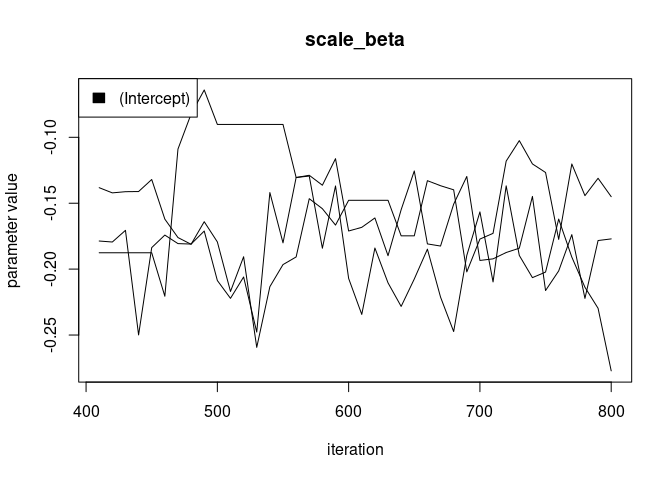 scale_beta
(Intercept)
-0.10
-0.15
-0.20
-0.25
parameter value
400 500 600 700 800
iteration